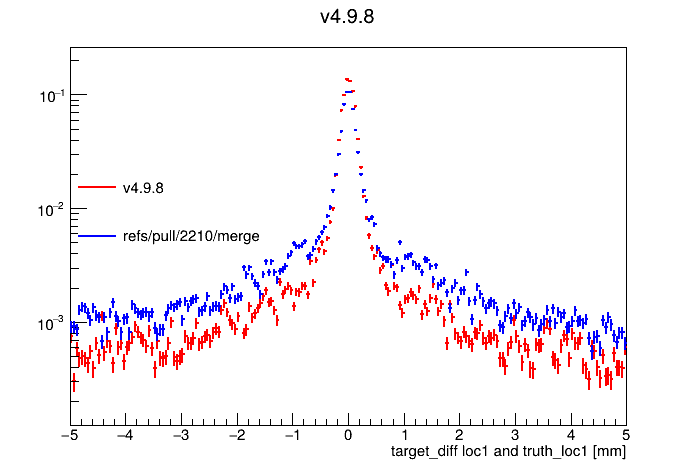 v4.9.8
10⁻¹
10⁻²
10⁻³
v4.9.8
refs/pull/2210/merge
−5 −4 −3 −2 −1 0 1 2 3 4 5
target_diff loc1 and truth_loc1 [mm]